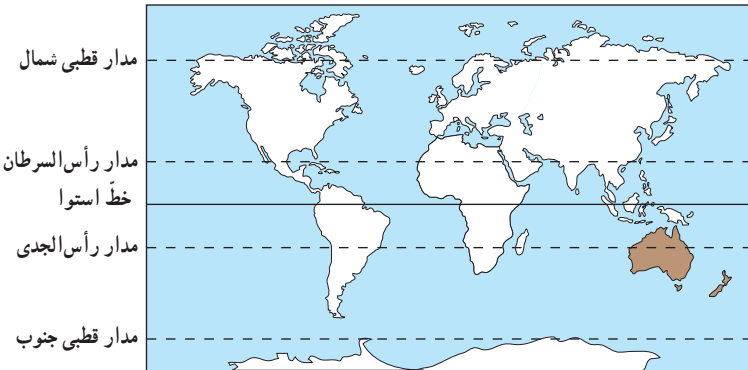 مدار قطبی شمال
مدار رأس‌السرطان
خطّ استوا
مدار رأس‌الجدی
مدار قطبی جنوب